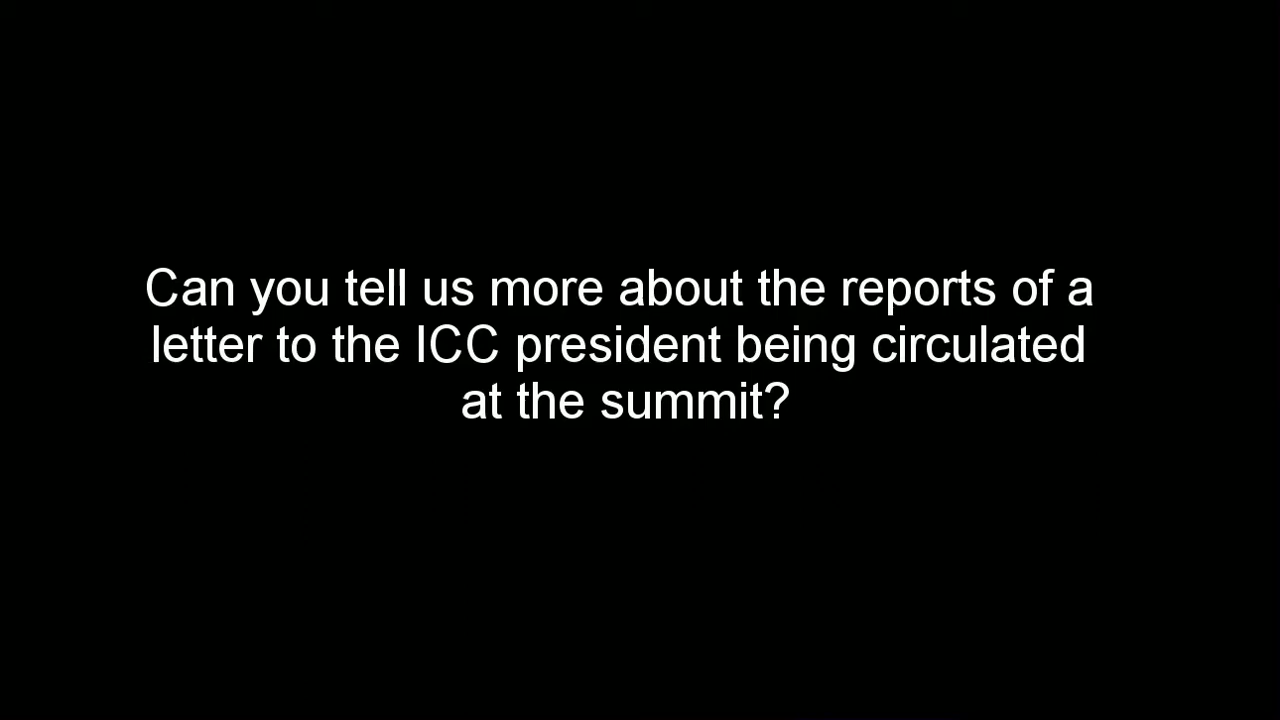 Can you tell us more about the reports of a
letter to the ICC president being circulated
at the summit?